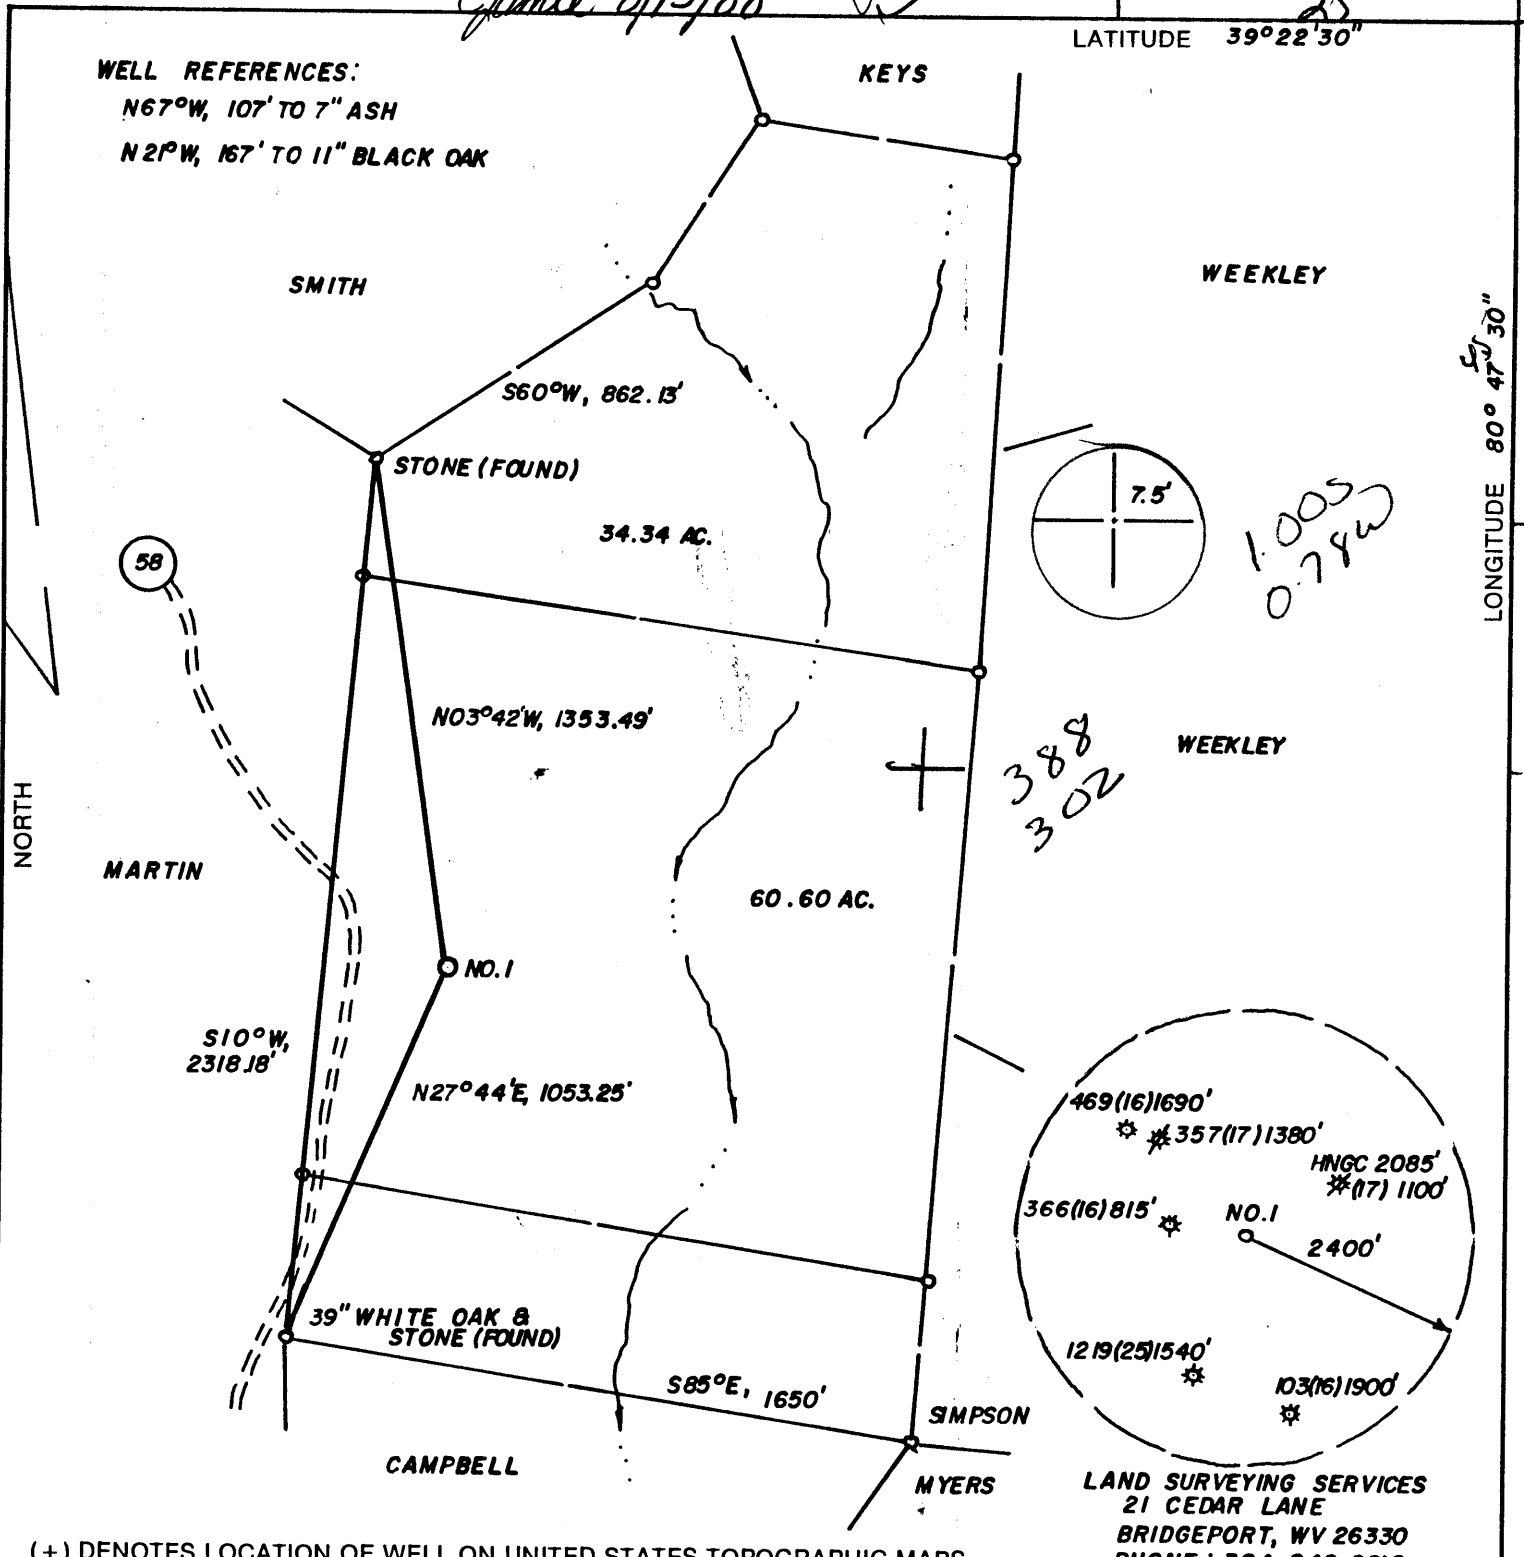 LATITUDE 39°22'30"
WELL REFERENCES:
N67°W, 107' TO 7" ASH
N21°W, 167' TO 11" BLACK OAK
KEYS
SMITH
WEEKLEY
LONGITUDE 80° 47' 30"
S60°W, 862.13'
STONE (FOUND)
7.5'
1.00S
0.78W
34.34 AC.
58
N03°42'W, 1353.49'
388
302
WEEKLEY
NORTH
MARTIN
60.60 AC.
NO.1
S10°W,
2318.18'
N27°44'E, 1053.25'
469(16)1690'
357(17)1380'
HNGC 2085'
(17) 1100'
366(16)815'
NO.1
2400'
39" WHITE OAK &
STONE (FOUND)
1219(25)1540'
103(16)1900'
S85°E, 1650'
SIMPSON
CAMPBELL
MYERS
LAND SURVEYING SERVICES
21 CEDAR LANE
BRIDGEPORT, WV 26330
(+) DENOTES LOCATION OF WELL ON UNITED STATES TOPOGRAPHIC MAPS